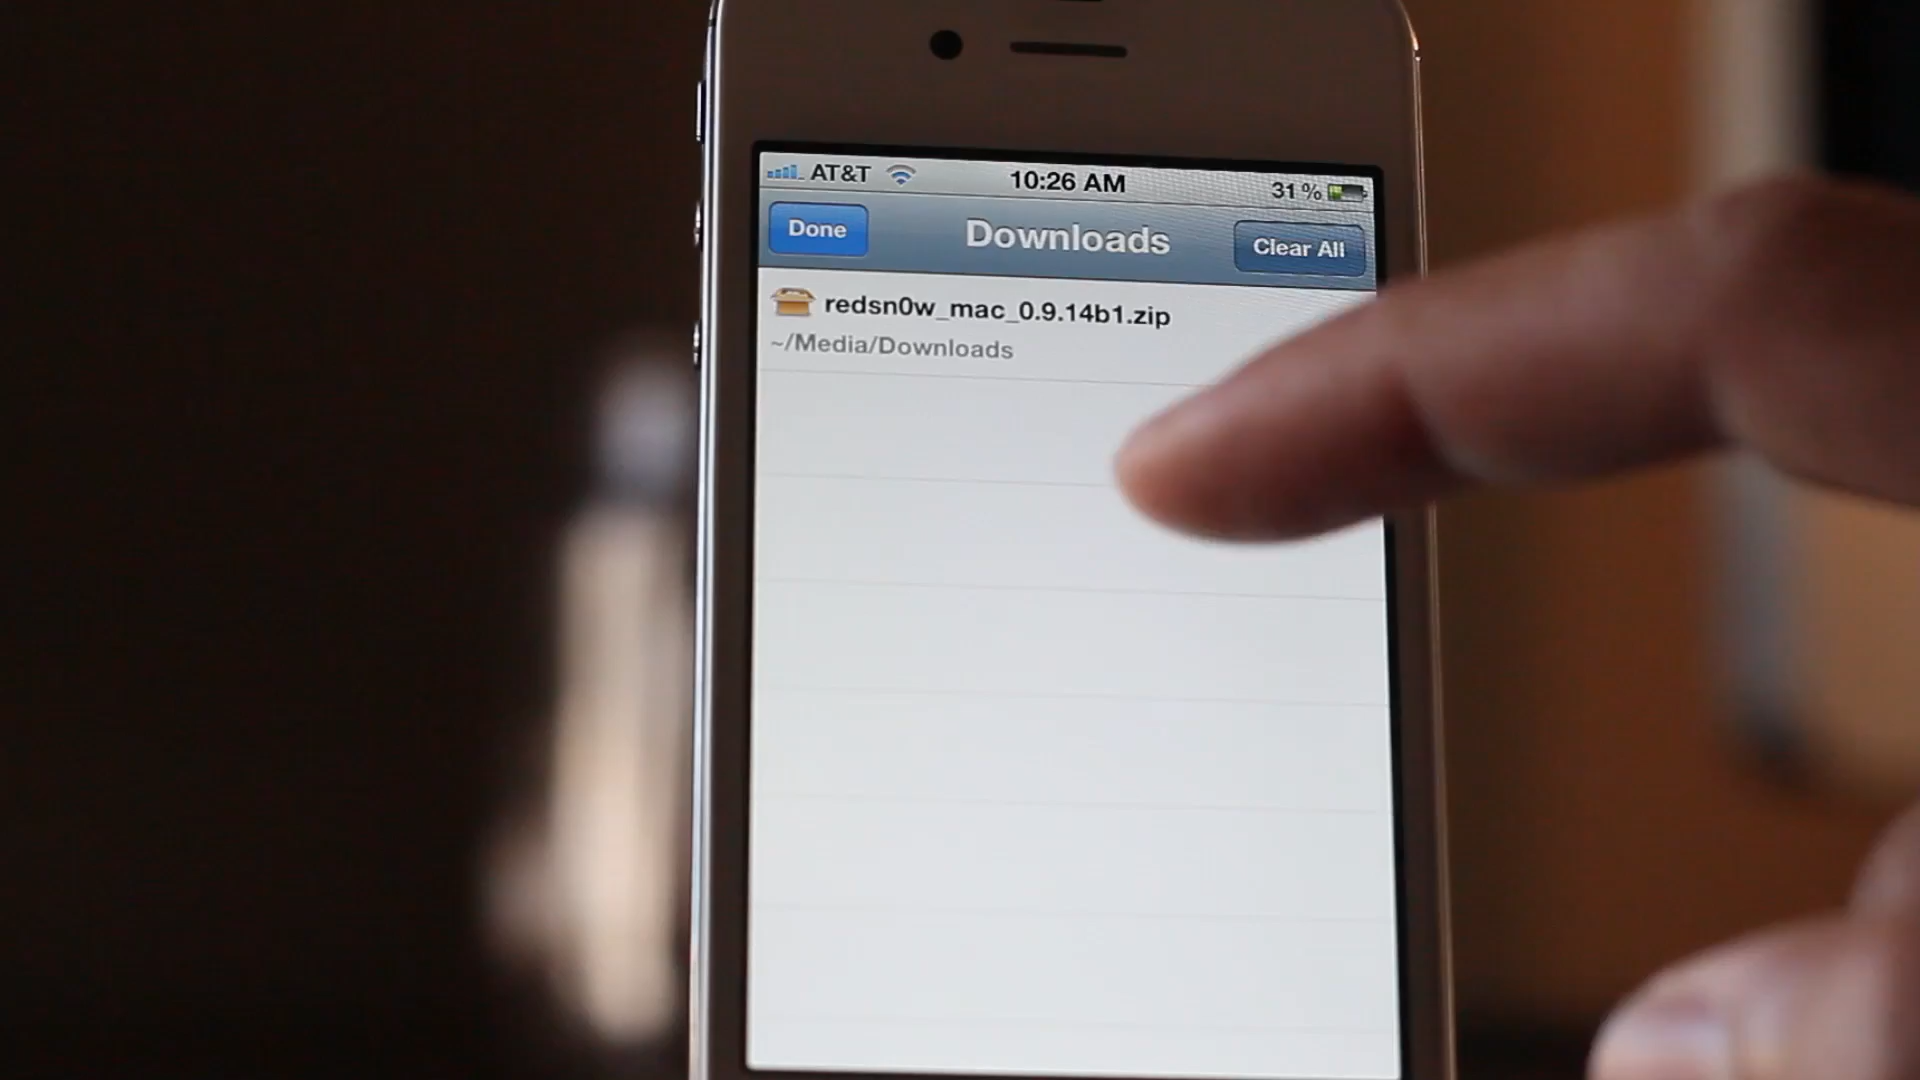 AT&T 10:26 AM 31 %
Done Downloads Clear All
redsn0w_mac_0.9.14b1.zip
~/Media/Downloads